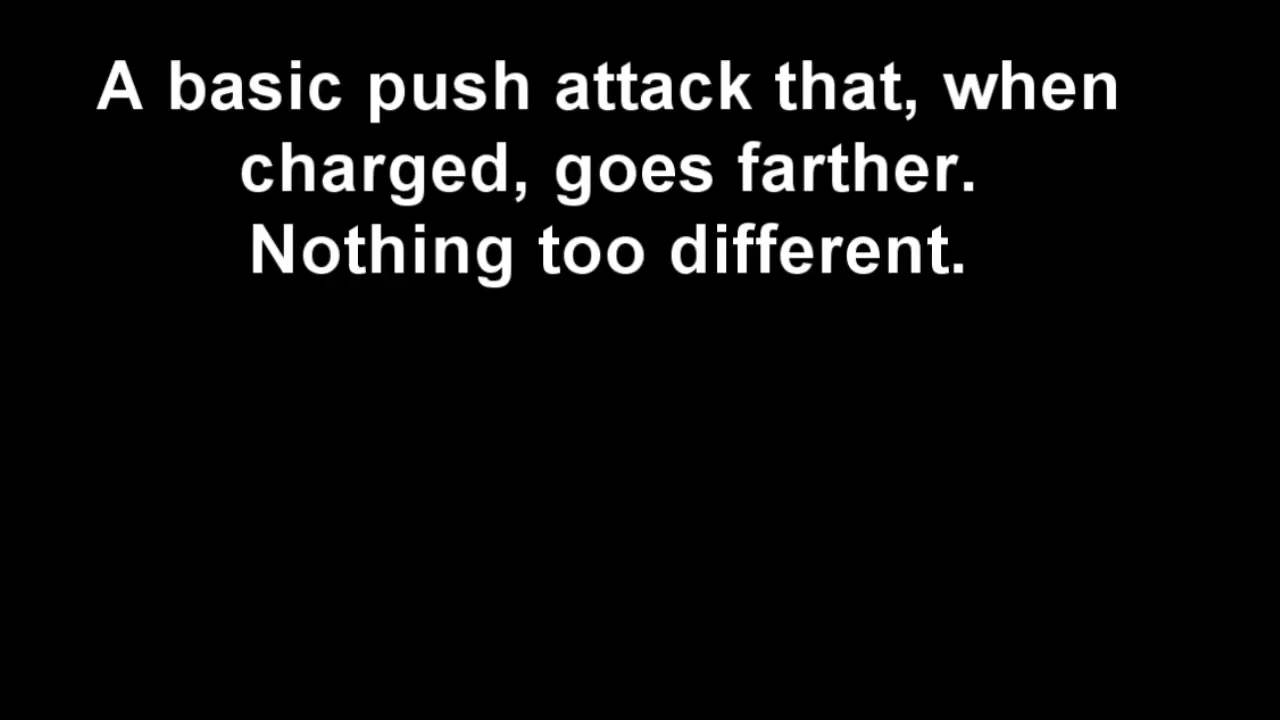 A basic push attack that, when
charged, goes farther.
Nothing too different.